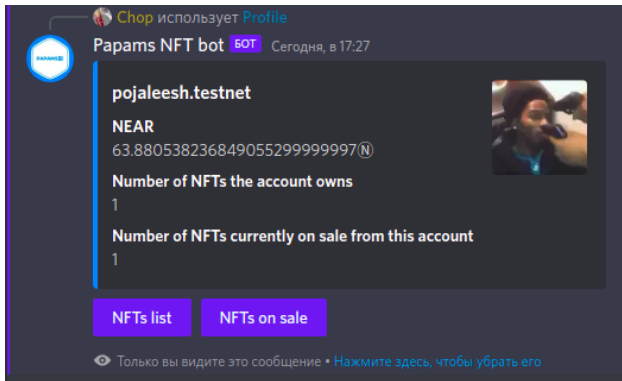 Chop использует Profile
PAPAMS
Papams NFT bot БОТ Сегодня, в 17:27
pojaleesh.testnet
NEAR
63.880538236849055299999997Ⓝ
Number of NFTs the account owns
1
Number of NFTs currently on sale from this account
1
NFTs list NFTs on sale
Только вы видите это сообщение • Нажмите здесь, чтобы убрать его